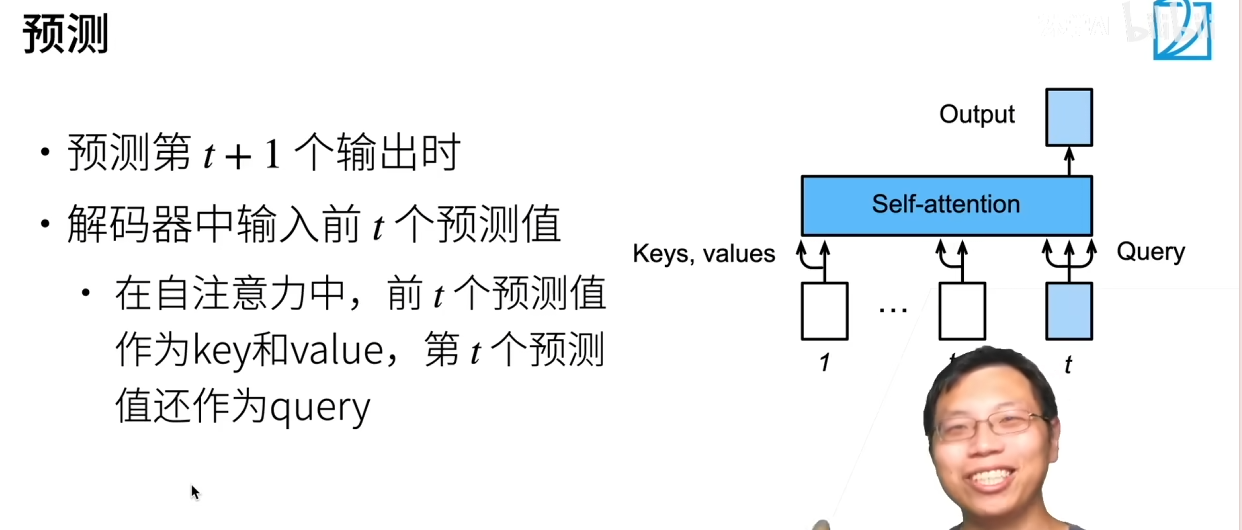 预测
• 预测第 t + 1 个输出时
• 解码器中输入前 t 个预测值
• 在自注意力中，前 t 个预测值
作为key和value，第 t 个预测
值还作为query
Output
Self-attention
Keys, values
Query
...
1
t
bilibili